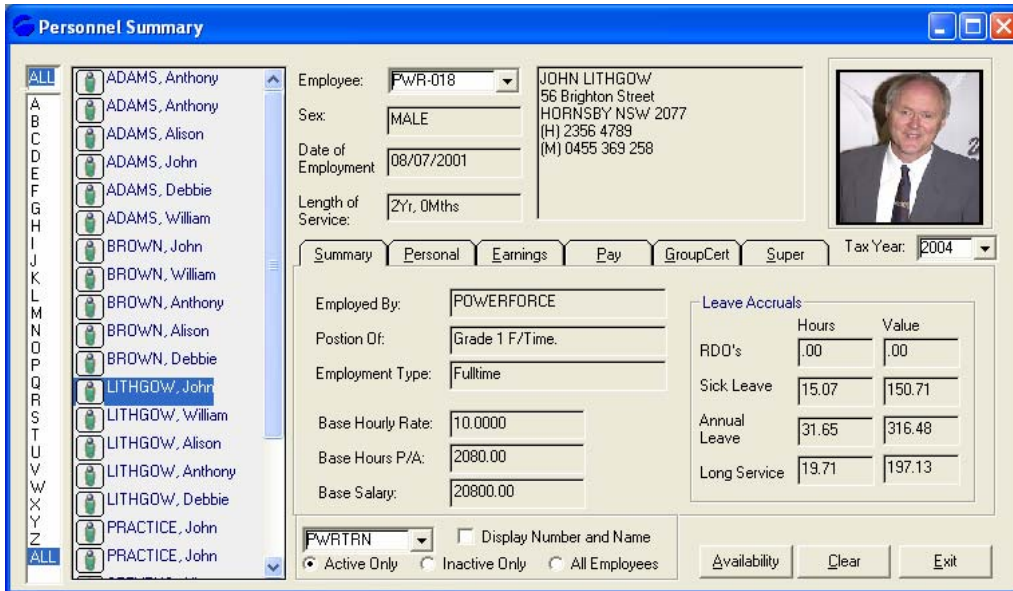 Personnel Summary
ALL
A
B
C
D
E
F
G
H
I
J
K
L
M
N
O
P
Q
R
S
T
U
V
W
X
Y
Z
ALL
ADAMS, Anthony
ADAMS, Anthony
ADAMS, Alison
ADAMS, John
ADAMS, Debbie
ADAMS, William
BROWN, John
BROWN, William
BROWN, Anthony
BROWN, Alison
BROWN, Debbie
LITHGOW, John
LITHGOW, William
LITHGOW, Alison
LITHGOW, Anthony
LITHGOW, Debbie
PRACTICE, John
PRACTICE, John
Employee: PWR-018
Sex: MALE
Date of
Employment 08/07/2001
Length of
Service: 2Yr, 0Mths
JOHN LITHGOW
56 Brighton Street
HORNSBY NSW 2077
(H) 2356 4789
(M) 0455 369 258
Tax Year: 2004
Summary Personal Earnings Pay GroupCert Super
Employed By: POWERFORCE
Postion Of: Grade 1 F/Time.
Employment Type: Fulltime
Base Hourly Rate: 10.0000
Base Hours P/A: 2080.00
Base Salary: 20800.00
Leave Accruals
Hours Value
RDO's .00 .00
Sick Leave 15.07 150.71
Annual
Leave 31.65 316.48
Long Service 19.71 197.13
PWRTRN Display Number and Name
Active Only Inactive Only All Employees
Availability Clear Exit